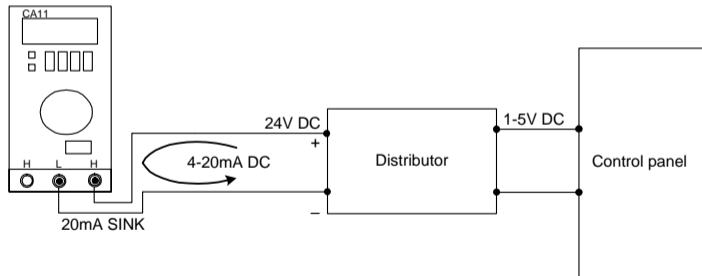 CA11
24V DC
+
1-5V DC
4-20mA DC
Distributor
Control panel
H L H
20mA SINK
–